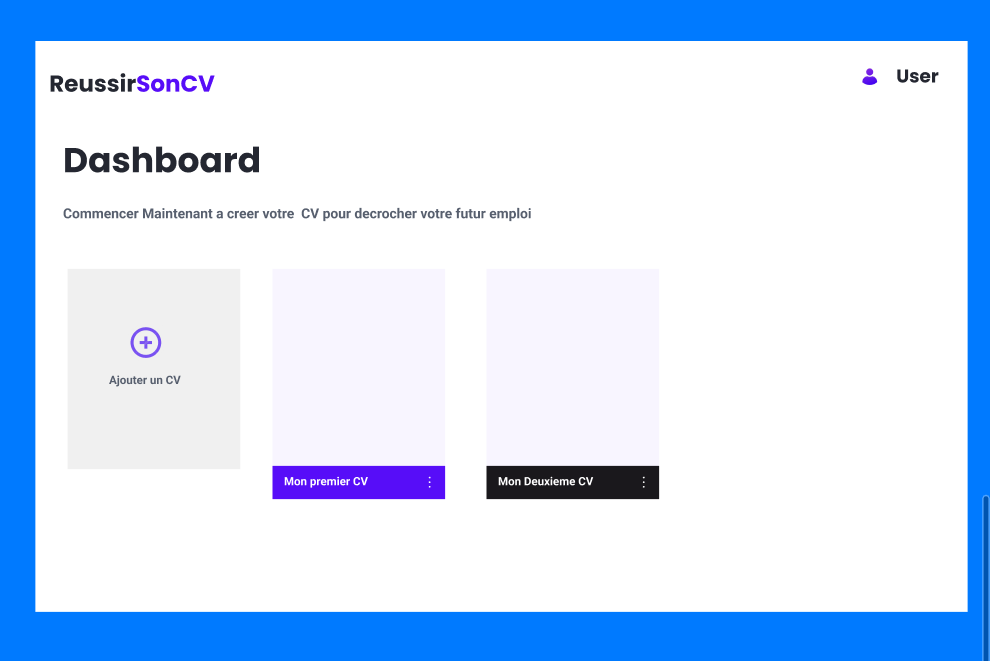 ReussirSonCV
User
Dashboard
Commencer Maintenant a creer votre  CV pour decrocher votre futur emploi
Ajouter un CV
Mon premier CV
Mon Deuxieme CV